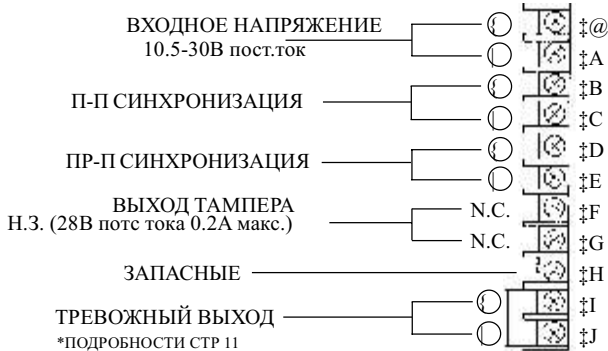 ВХОДНОЕ НАПРЯЖЕНИЕ
10.5-30В пост.ток
П-П СИНХРОНИЗАЦИЯ
ПР-П СИНХРОНИЗАЦИЯ
ВЫХОД ТАМПЕРА
Н.З. (28В потс тока 0.2А макс.)
ЗАПАСНЫЕ
ТРЕВОЖНЫЙ ВЫХОД
*ПОДРОБНОСТИ СТР 11
N.C.
N.C.
‡@
‡A
‡B
‡C
‡D
‡E
‡F
‡G
‡H
‡I
‡J